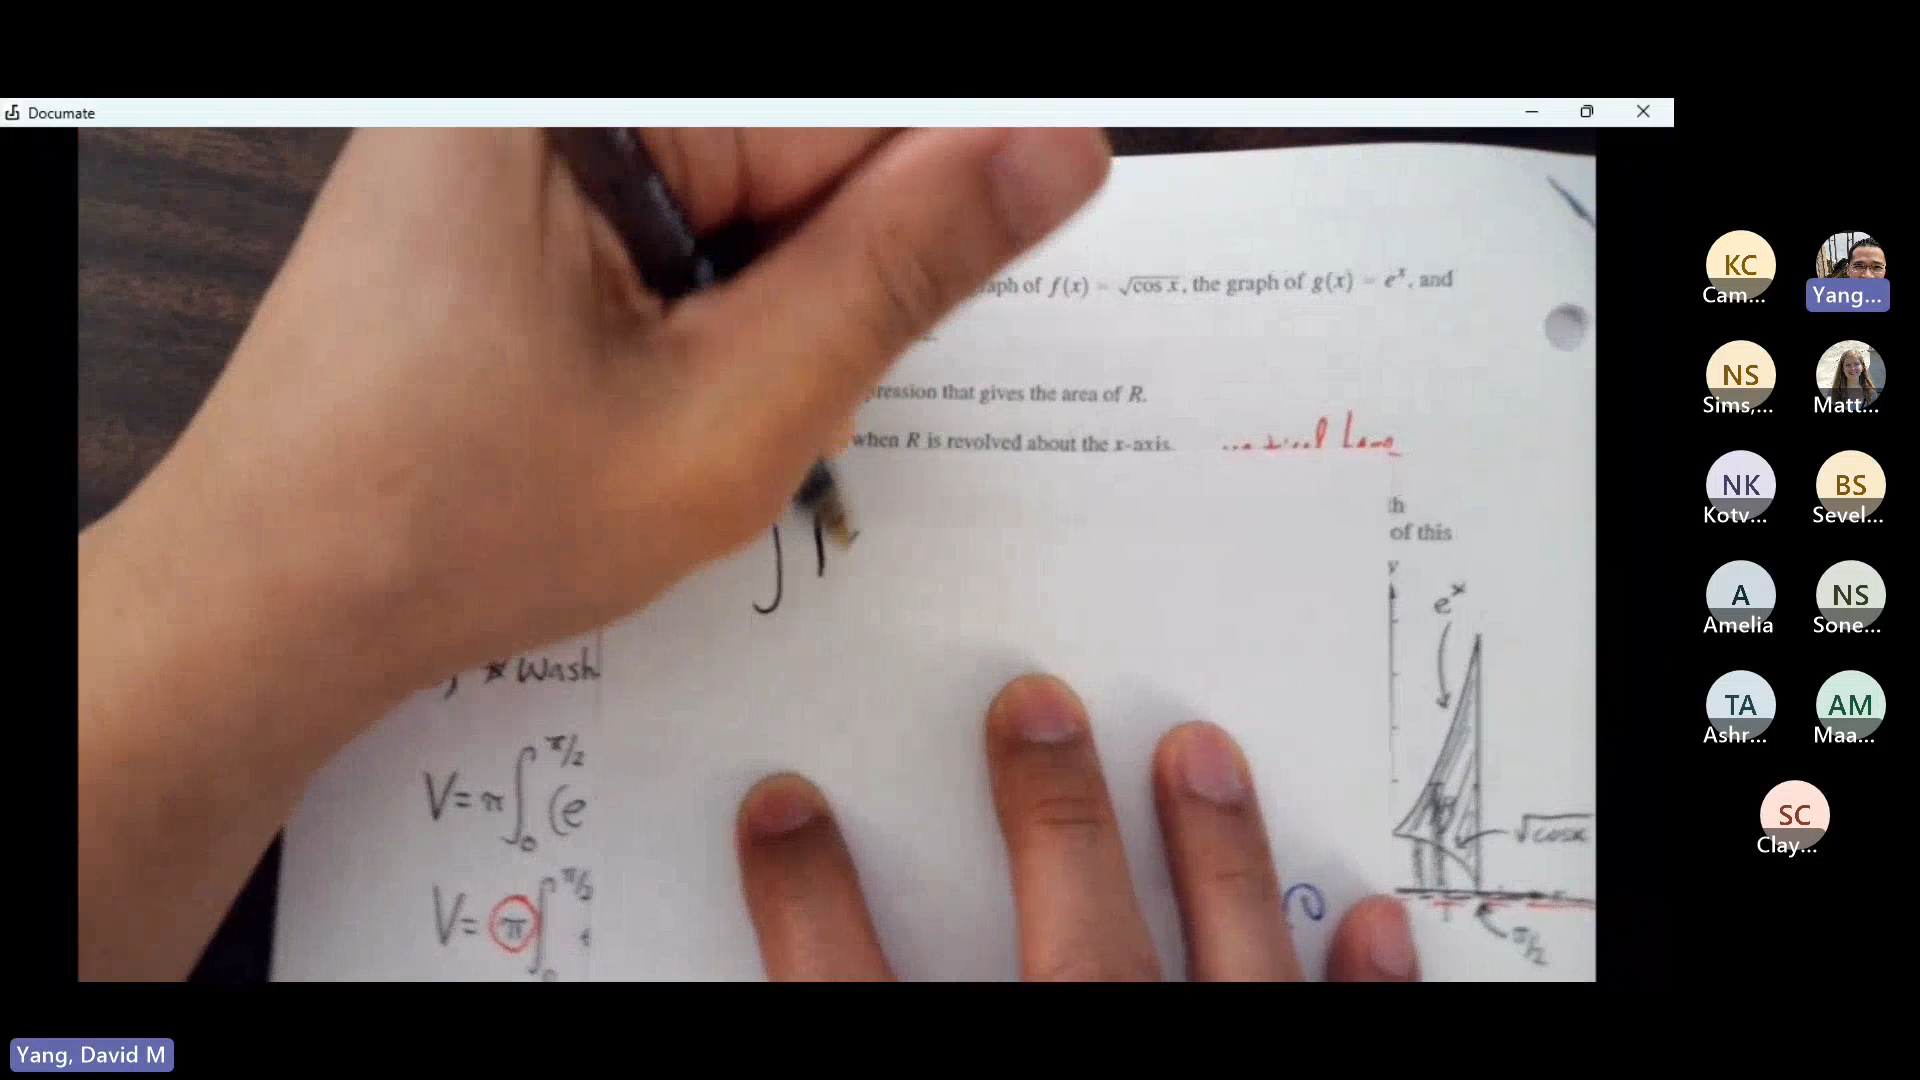 Documate
aph of f(x) = √cos x, the graph of g(x) = e^x, and
ression that gives the area of R.
when R is revolved about the x-axis.
th
of this
y
e^x
∫
* Wash
V=π∫₀^π/2 (e
V=π∫₀^π/2
√cosx
π/2
KC
Cam...
Yang...
NS
Sims,...
Matt...
NK
Kotv...
BS
Sevel...
A
Amelia
NS
Sone...
TA
Ashr...
AM
Maa...
SC
Clay...
Yang, David M